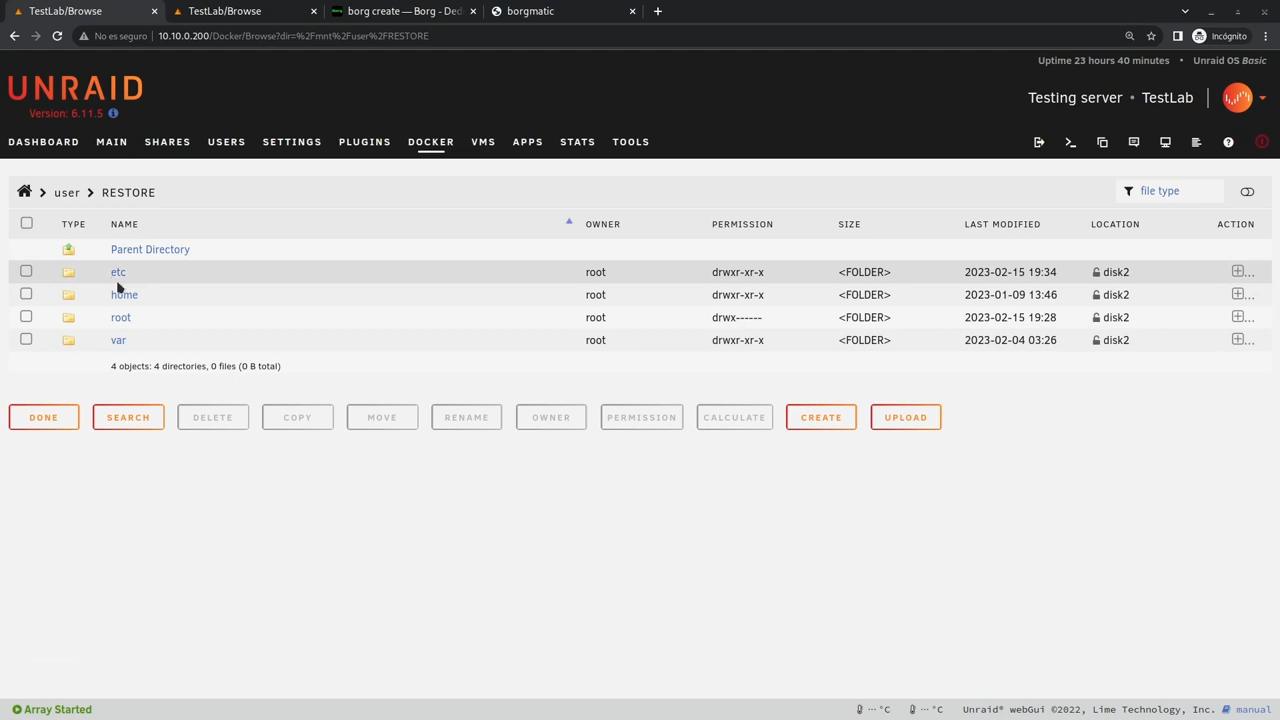 TestLab/Browse
TestLab/Browse
borg create — Borg - Ded
borgmatic
No es seguro
10.10.0.200/Docker/Browse?dir=%2Fmnt%2Fuser%2FRESTORE
Incógnito
Uptime 23 hours 40 minutes • Unraid OS Basic
UNRAID
Version: 6.11.5
Testing server • TestLab
DASHBOARD MAIN SHARES USERS SETTINGS PLUGINS DOCKER VMS APPS STATS TOOLS
user RESTORE
file type
TYPE NAME OWNER PERMISSION SIZE LAST MODIFIED LOCATION ACTION
Parent Directory
etc root drwxr-xr-x <FOLDER> 2023-02-15 19:34 disk2 ...
home root drwxr-xr-x <FOLDER> 2023-01-09 13:46 disk2 ...
root root drwx------ <FOLDER> 2023-02-15 19:28 disk2 ...
var root drwxr-xr-x <FOLDER> 2023-02-04 03:26 disk2 ...
4 objects: 4 directories, 0 files (0 B total)
DONE SEARCH DELETE COPY MOVE RENAME OWNER PERMISSION CALCULATE CREATE UPLOAD
Array Started
··· °C ··· °C Unraid® webGui ©2022, Lime Technology, Inc. manual